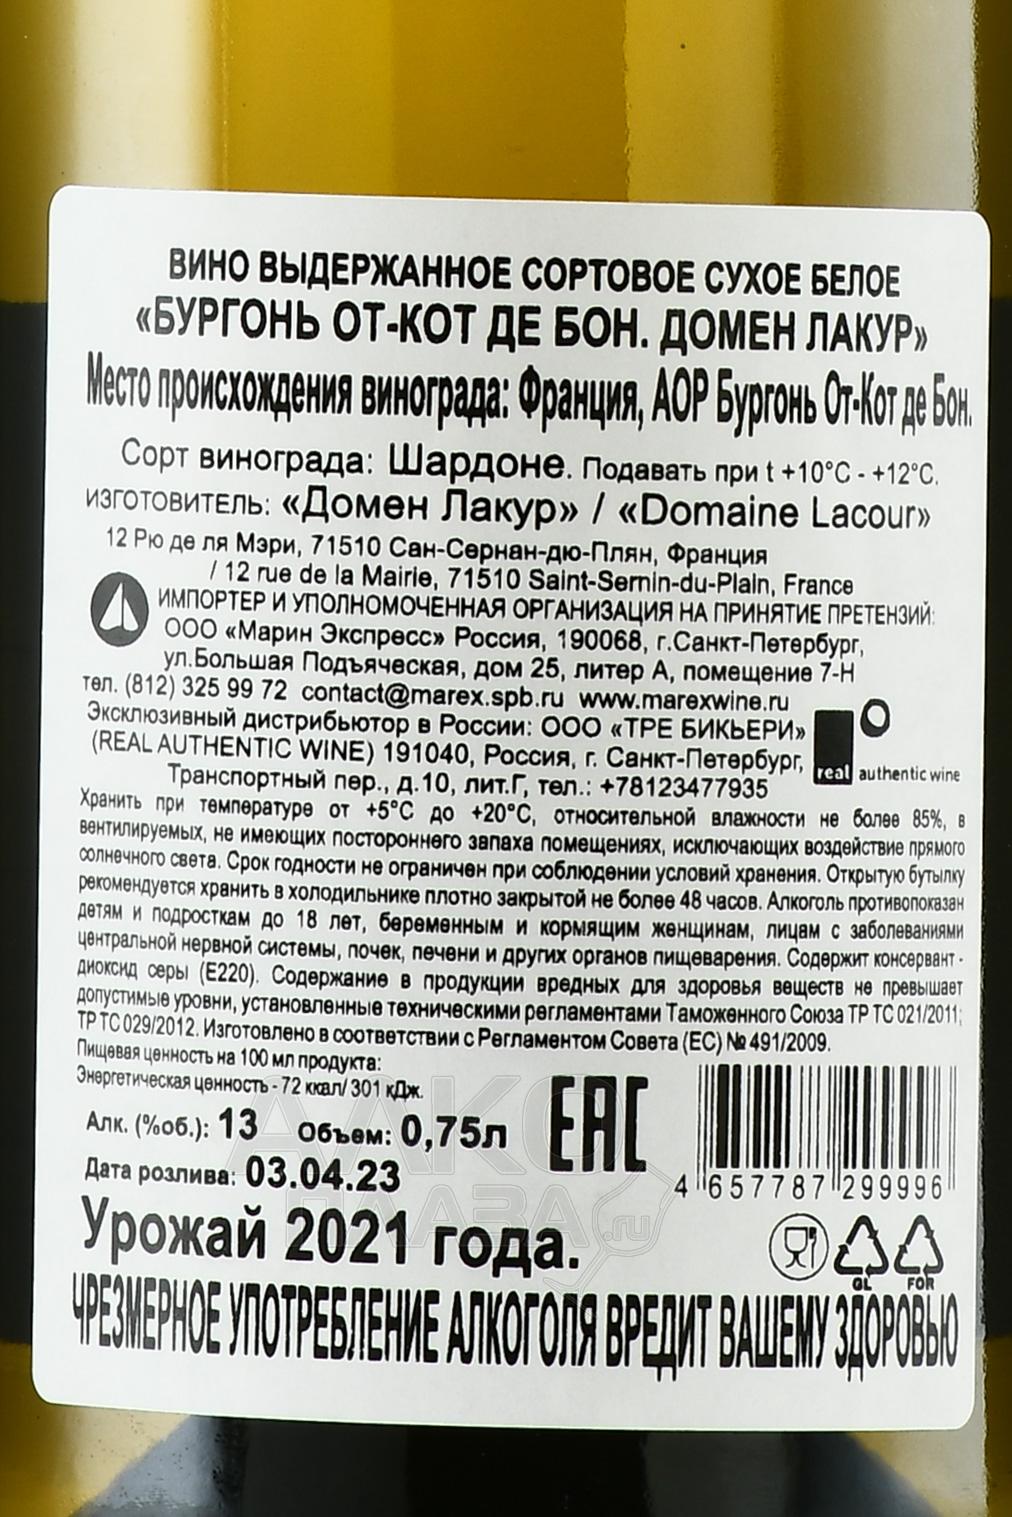 ВИНО ВЫДЕРЖАННОЕ СОРТОВОЕ СУХОЕ БЕЛОЕ
«БУРГОНЬ ОТ-КОТ ДЕ БОН. ДОМЕН ЛАКУР»
Место происхождения винограда: Франция, АОР Бургонь От-Кот де Бон.
Сорт винограда: Шардоне. Подавать при t +10°С - +12°С.
ИЗГОТОВИТЕЛЬ: «Домен Лакур» / «Domaine Lacour»
12 Рю де ля Мэри, 71510 Сан-Сернан-дю-Плян, Франция
/ 12 rue de la Mairie, 71510 Saint-Sernin-du-Plain, France
ИМПОРТЕР И УПОЛНОМОЧЕННАЯ ОРГАНИЗАЦИЯ НА ПРИНЯТИЕ ПРЕТЕНЗИЙ:
ООО «Марин Экспресс» Россия, 190068, г.Санкт-Петербург,
ул.Большая Подъяческая, дом 25, литер А, помещение 7-Н
тел. (812) 325 99 72 contact@marex.spb.ru www.marexwine.ru
Эксклюзивный дистрибьютор в России: ООО «ТРЕ БИКЬЕРИ»
(REAL AUTHENTIC WINE) 191040, Россия, г. Санкт-Петербург,
Транспортный пер., д.10, лит.Г, тел.: +78123477935
real authentic wine
Хранить при температуре от +5°С до +20°С, относительной влажности не более 85%, в
вентилируемых, не имеющих постороннего запаха помещениях, исключающих воздействие прямого
солнечного света. Срок годности не ограничен при соблюдении условий хранения. Открытую бутылку
рекомендуется хранить в холодильнике плотно закрытой не более 48 часов. Алкоголь противопоказан
детям и подросткам до 18 лет, беременным и кормящим женщинам, лицам с заболеваниями
центральной нервной системы, почек, печени и других органов пищеварения. Содержит консервант -
диоксид серы (Е220). Содержание в продукции вредных для здоровья веществ не превышает
допустимые уровни, установленные техническими регламентами Таможенного Союза ТР ТС 021/2011;
ТР ТС 029/2012. Изготовлено в соответствии с Регламентом Совета (ЕС) № 491/2009.
Пищевая ценность на 100 мл продукта:
Энергетическая ценность - 72 ккал/ 301 кДж.
Алк. (%об.): 13 Объем: 0,75л
Дата розлива: 03.04.23
ЕАС
4 657787 299996
Урожай 2021 года.
GL FOR
ЧРЕЗМЕРНОЕ УПОТРЕБЛЕНИЕ АЛКОГОЛЯ ВРЕДИТ ВАШЕМУ ЗДОРОВЬЮ
АЛКО
ПЛАЗА.ru